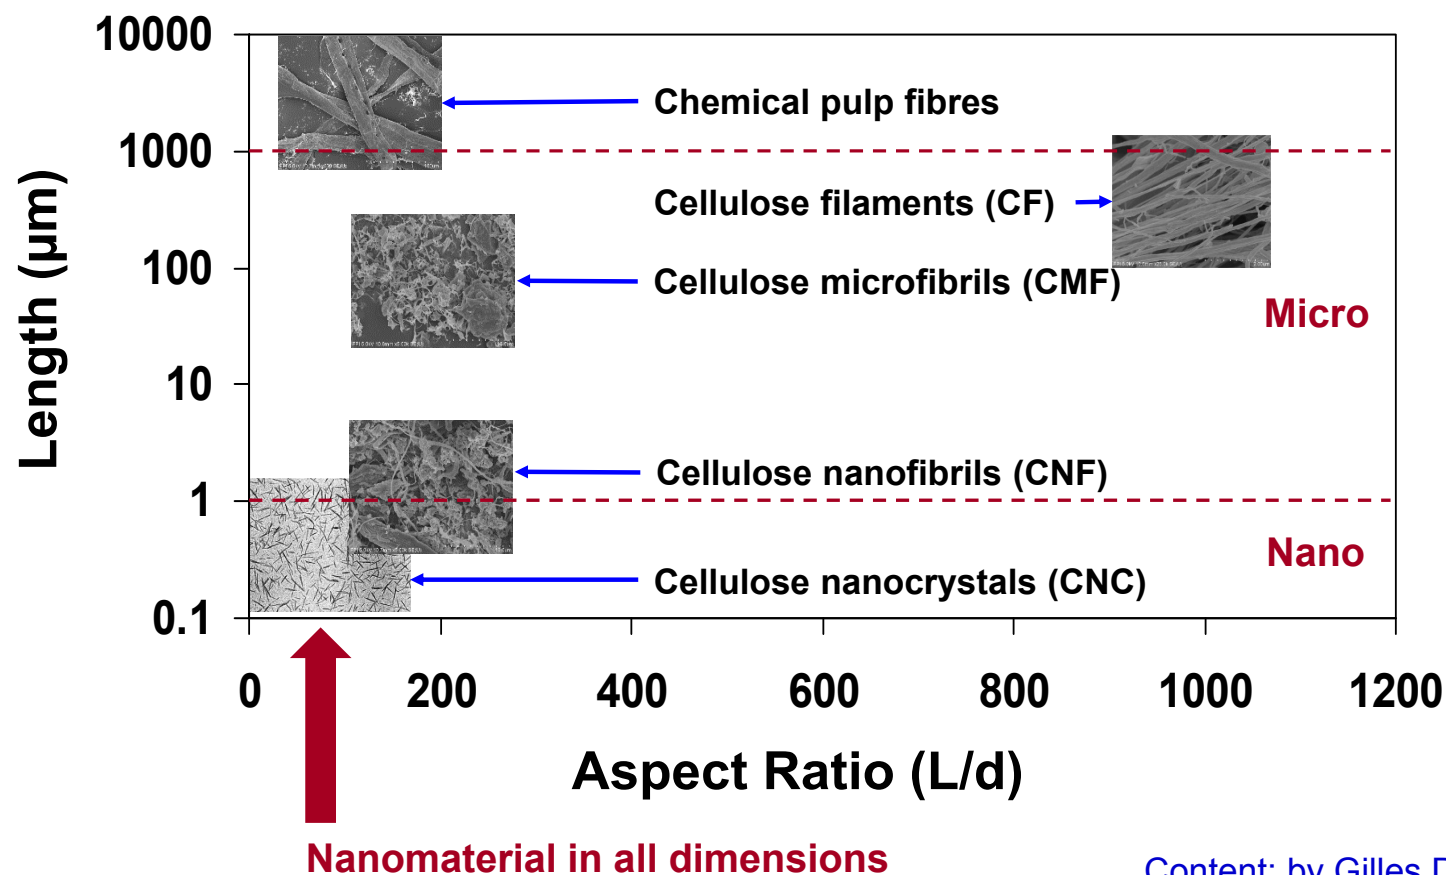 10000
Chemical pulp fibres
1000
Cellulose filaments (CF)
100
Cellulose microfibrils (CMF)
Micro
10
Cellulose nanofibrils (CNF)
1
Nano
Cellulose nanocrystals (CNC)
0.1
Length (µm)
0 200 400 600 800 1000 1200
Aspect Ratio (L/d)
Nanomaterial in all dimensions
Content: by Gilles